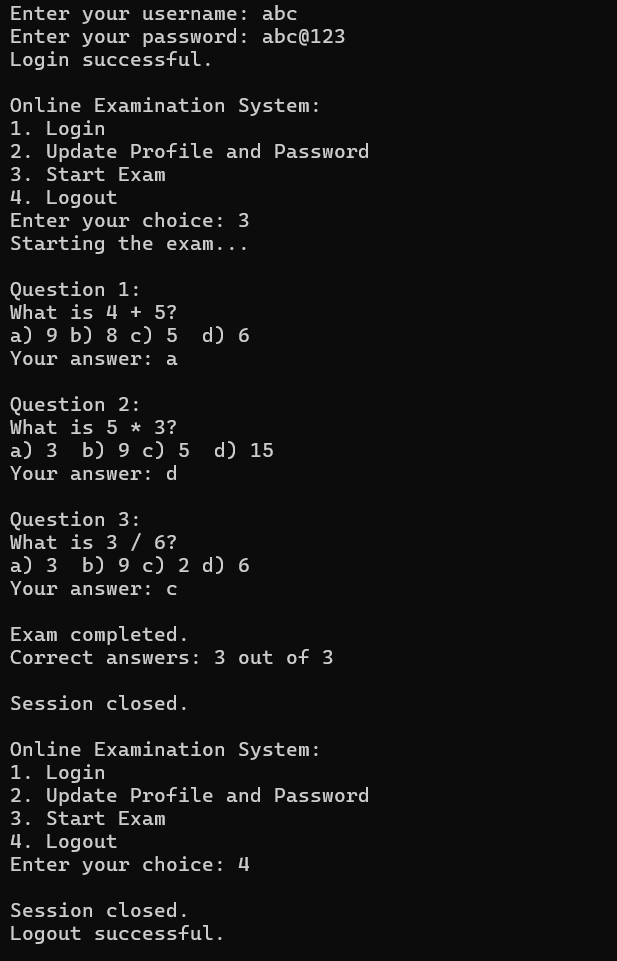 Enter your username: abc
Enter your password: abc@123
Login successful.

Online Examination System:
1. Login
2. Update Profile and Password
3. Start Exam
4. Logout
Enter your choice: 3
Starting the exam...

Question 1:
What is 4 + 5?
a) 9 b) 8 c) 5  d) 6
Your answer: a

Question 2:
What is 5 * 3?
a) 3  b) 9 c) 5  d) 15
Your answer: d

Question 3:
What is 3 / 6?
a) 3  b) 9 c) 2 d) 6
Your answer: c

Exam completed.
Correct answers: 3 out of 3

Session closed.

Online Examination System:
1. Login
2. Update Profile and Password
3. Start Exam
4. Logout
Enter your choice: 4

Session closed.
Logout successful.